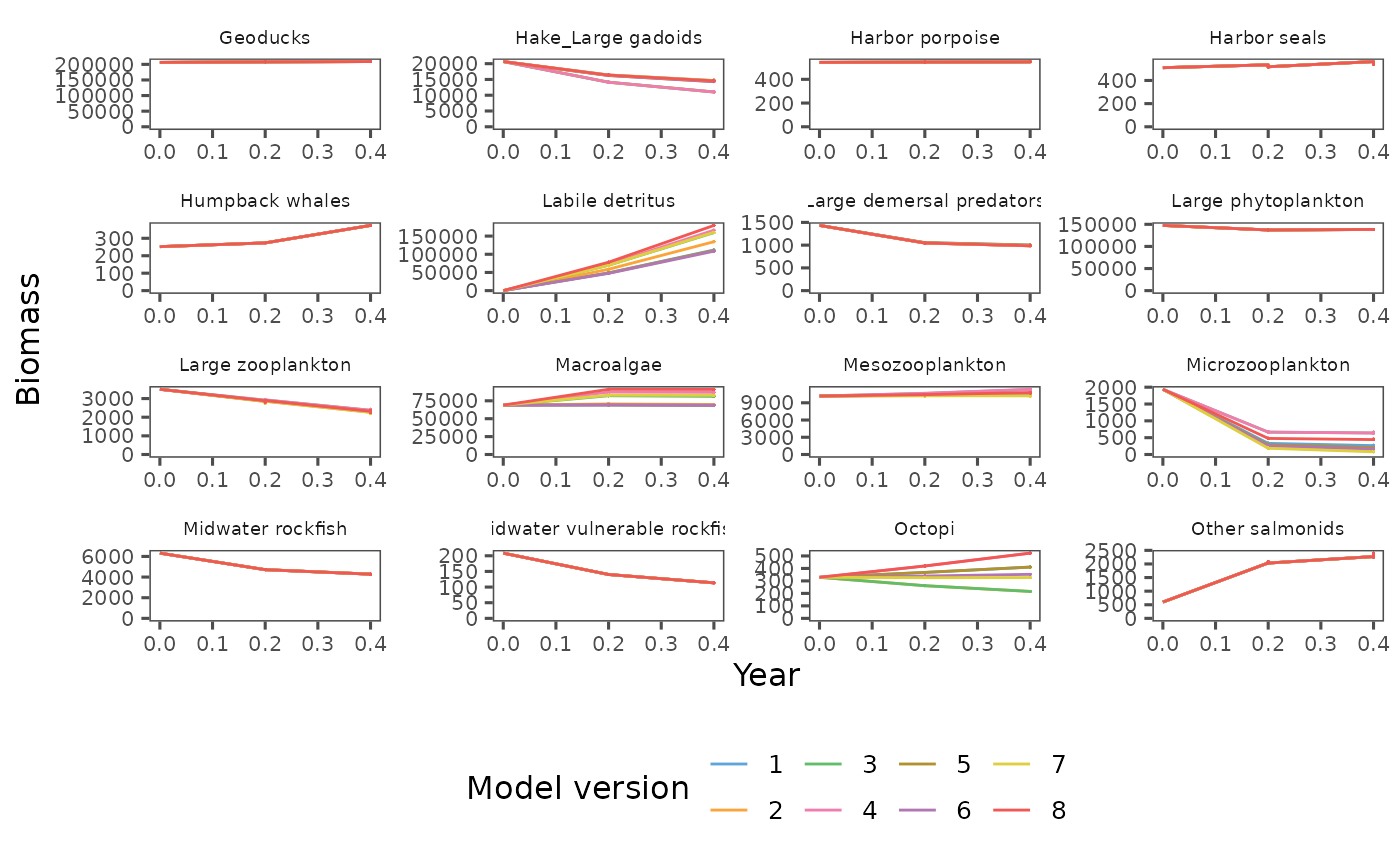 Geoducks
Hake_Large gadoids
Harbor porpoise
Harbor seals
200000
150000
100000
50000
0
20000
15000
10000
5000
0
400
200
0
400
200
0
0.0 0.1 0.2 0.3 0.4
0.0 0.1 0.2 0.3 0.4
0.0 0.1 0.2 0.3 0.4
0.0 0.1 0.2 0.3 0.4
Humpback whales
Labile detritus
Large demersal predators
Large phytoplankton
300
200
100
0
150000
100000
50000
0
1500
1000
500
0
150000
100000
50000
0
0.0 0.1 0.2 0.3 0.4
0.0 0.1 0.2 0.3 0.4
0.0 0.1 0.2 0.3 0.4
0.0 0.1 0.2 0.3 0.4
Biomass
Large zooplankton
Macroalgae
Mesozooplankton
Microzooplankton
3000
2000
1000
0
75000
50000
25000
0
9000
6000
3000
0
2000
1500
1000
500
0
0.0 0.1 0.2 0.3 0.4
0.0 0.1 0.2 0.3 0.4
0.0 0.1 0.2 0.3 0.4
0.0 0.1 0.2 0.3 0.4
Midwater rockfish
idwater vulnerable rockfis
Octopi
Other salmonids
6000
4000
2000
0
200
150
100
50
0
500
400
300
200
100
0
2500
2000
1500
1000
500
0
0.0 0.1 0.2 0.3 0.4
0.0 0.1 0.2 0.3 0.4
0.0 0.1 0.2 0.3 0.4
0.0 0.1 0.2 0.3 0.4
Year
Model version
1 3 5 7
2 4 6 8